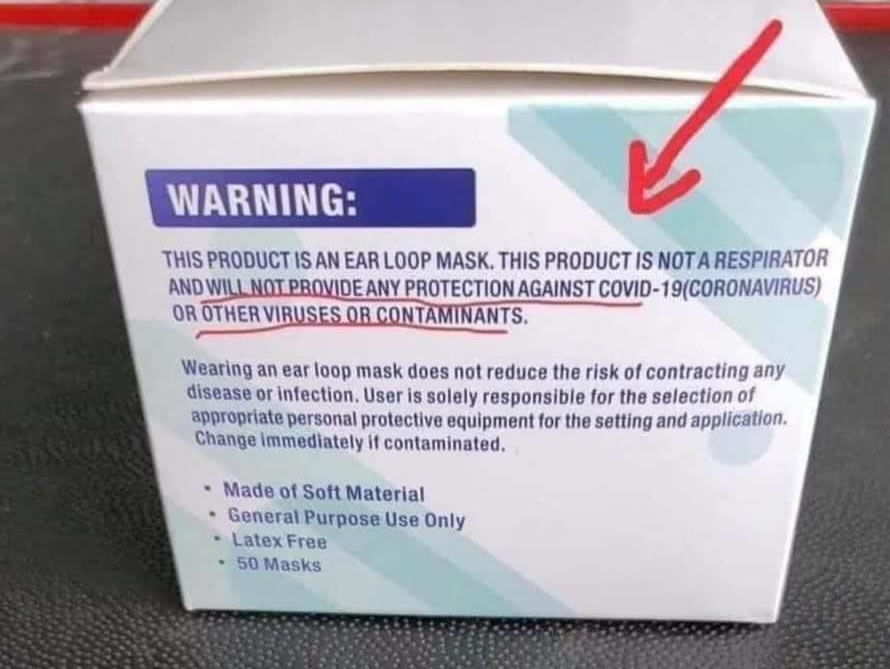 WARNING:
THIS PRODUCT IS AN EAR LOOP MASK. THIS PRODUCT IS NOT A RESPIRATOR
AND WILL NOT PROVIDE ANY PROTECTION AGAINST COVID-19(CORONAVIRUS)
OR OTHER VIRUSES OR CONTAMINANTS.
Wearing an ear loop mask does not reduce the risk of contracting any
disease or infection. User is solely responsible for the selection of
appropriate personal protective equipment for the setting and application.
Change immediately if contaminated.
• Made of Soft Material
• General Purpose Use Only
• Latex Free
• 50 Masks